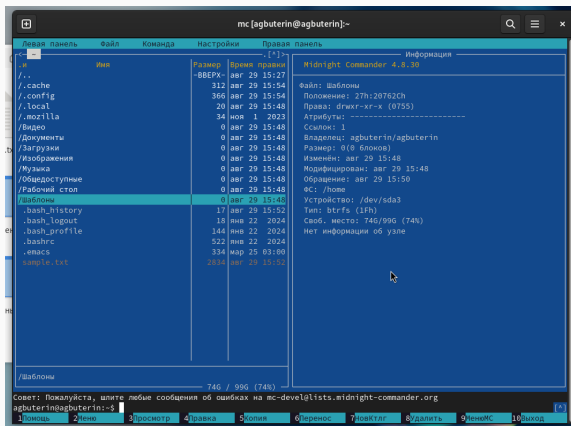 mc [agbuterin@agbuterin]:~
Левая панель Файл Команда Настройки Правая панель
<- ~ .[^]>
.и Имя Размер Время правки
/.. -ВВЕРХ- авг 29 15:27
/.cache 312 авг 29 15:54
/.config 366 авг 29 15:54
/.local 20 авг 29 15:48
/.mozilla 34 ноя 1 2023
/Видео 0 авг 29 15:48
/Документы 0 авг 29 15:48
/Загрузки 0 авг 29 15:48
/Изображения 0 авг 29 15:48
/Музыка 0 авг 29 15:48
/Общедоступные 0 авг 29 15:48
/Рабочий стол 0 авг 29 15:48
/Шаблоны 0 авг 29 15:48
.bash_history 17 авг 29 15:52
.bash_logout 18 янв 22 2024
.bash_profile 144 янв 22 2024
.bashrc 522 янв 22 2024
.emacs 334 мар 25 03:00
sample.txt 2634 авг 29 15:52
/Шаблоны
74G / 99G (74%)
Информация
Midnight Commander 4.8.30
Файл: Шаблоны
Положение: 27h:20762Ch
Права: drwxr-xr-x (0755)
Атрибуты: ----------------------
Ссылок: 1
Владелец: agbuterin/agbuterin
Размер: 0(0 блоков)
Изменён: авг 29 15:48
Модифицирован: авг 29 15:48
Обращение: авг 29 15:50
ФС: /home
Устройство: /dev/sda3
Тип: btrfs (1Fh)
Своб. место: 74G/99G (74%)
Нет информации об узле
Совет: Пожалуйста, шлите любые сообщения об ошибках на mc-devel@lists.midnight-commander.org
agbuterin@agbuterin:~$ [^]
1Помощь 2Меню 3Просмотр 4Правка 5Копия 6Перенос 7НовКтлг 8Удалить 9МенюMC 10Выход